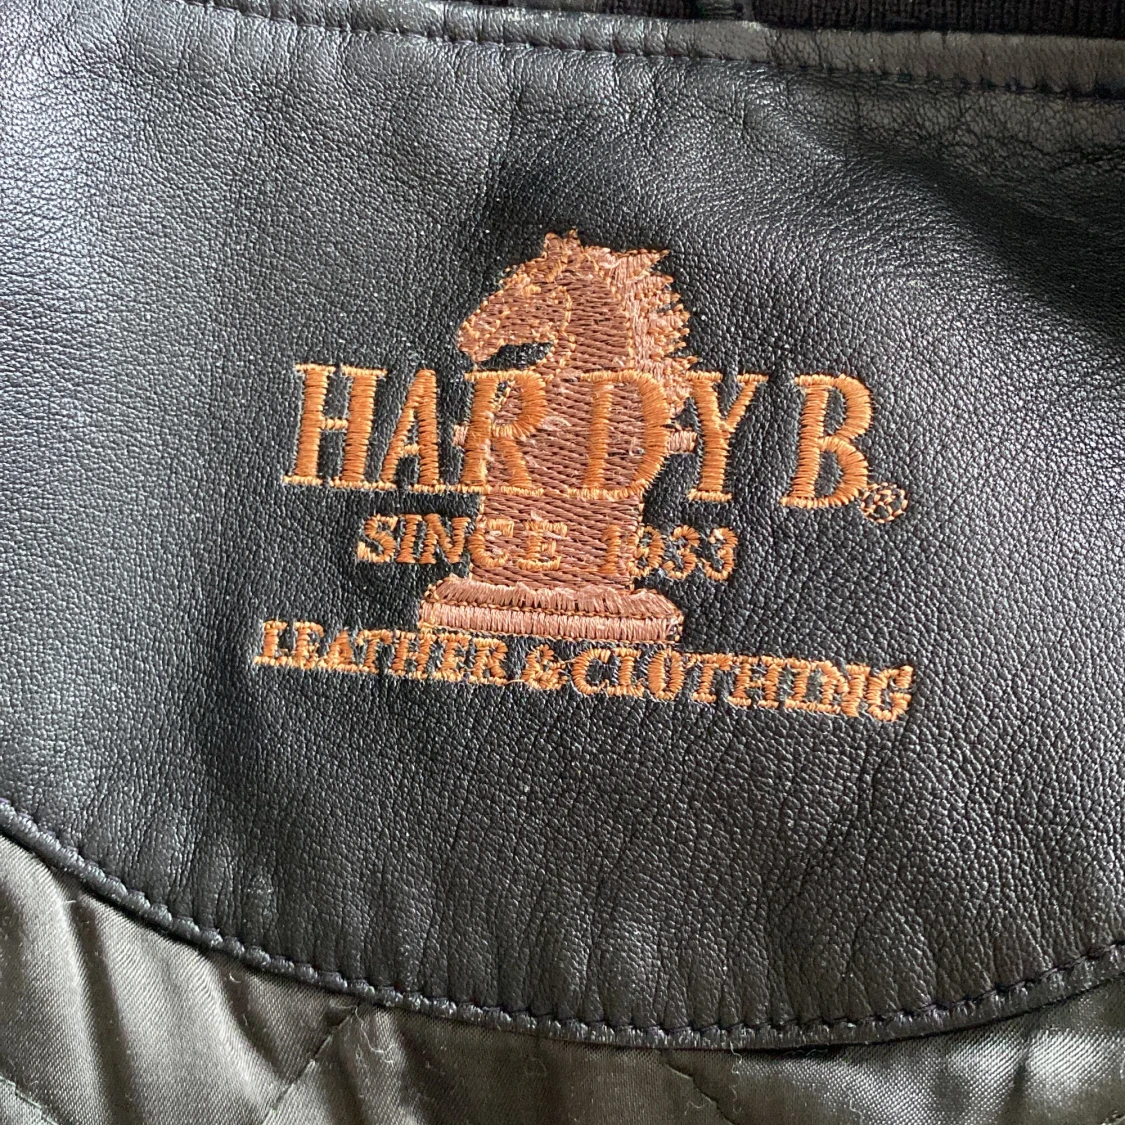 HARDY B®
SINCE 1933
LEATHER & CLOTHING